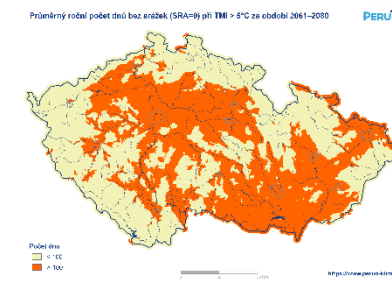 Průměrný roční počet dnů bez srážek (SRA=0) při TMI > 5°C za období 2061–2080
PERU
Počet dnů
< 100
> 100